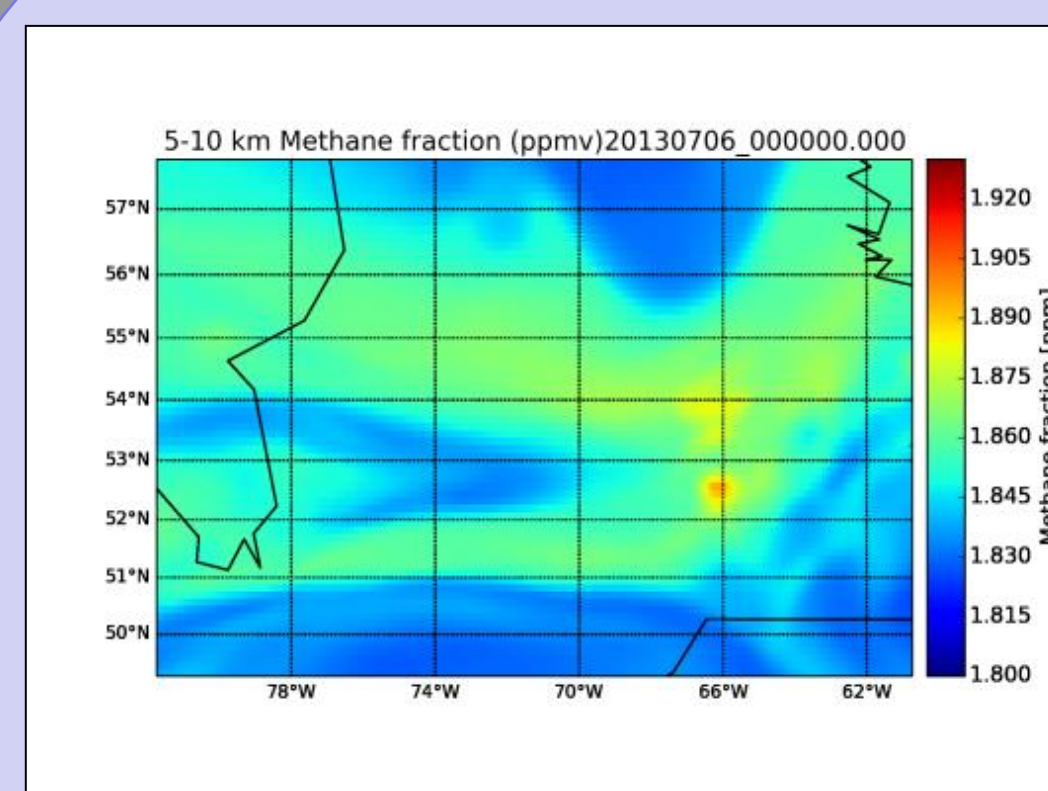 5-10 km Methane fraction (ppmv)20130706_000000.000
57°N
56°N
55°N
54°N
53°N
52°N
51°N
50°N
78°W
74°W
70°W
66°W
62°W
1.920
1.905
1.890
1.875
1.860
1.845
1.830
1.815
1.800
Methane fraction [ppm]